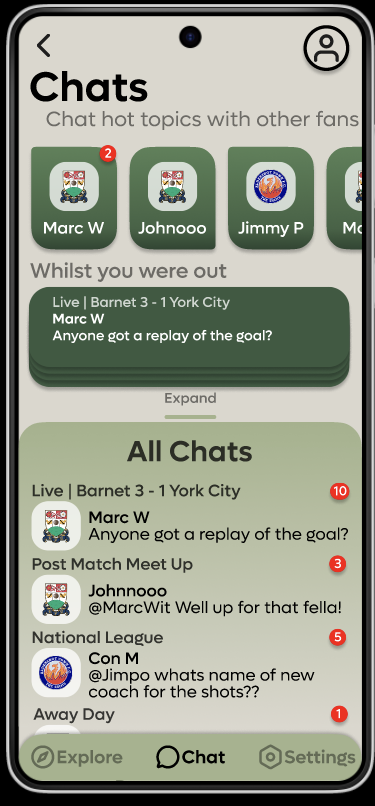 Chats
Chat hot topics with other fans
2
Marc W
Johnooo
Jimmy P
Whilst you were out
Live | Barnet 3 - 1 York City
Marc W
Anyone got a replay of the goal?
Expand
All Chats
Live | Barnet 3 - 1 York City
10
Marc W
Anyone got a replay of the goal?
Post Match Meet Up
3
Johnnooo
@MarcWit Well up for that fella!
National League
5
Con M
@Jimpo whats name of new
coach for the shots??
Away Day
1
Explore
Chat
Settings